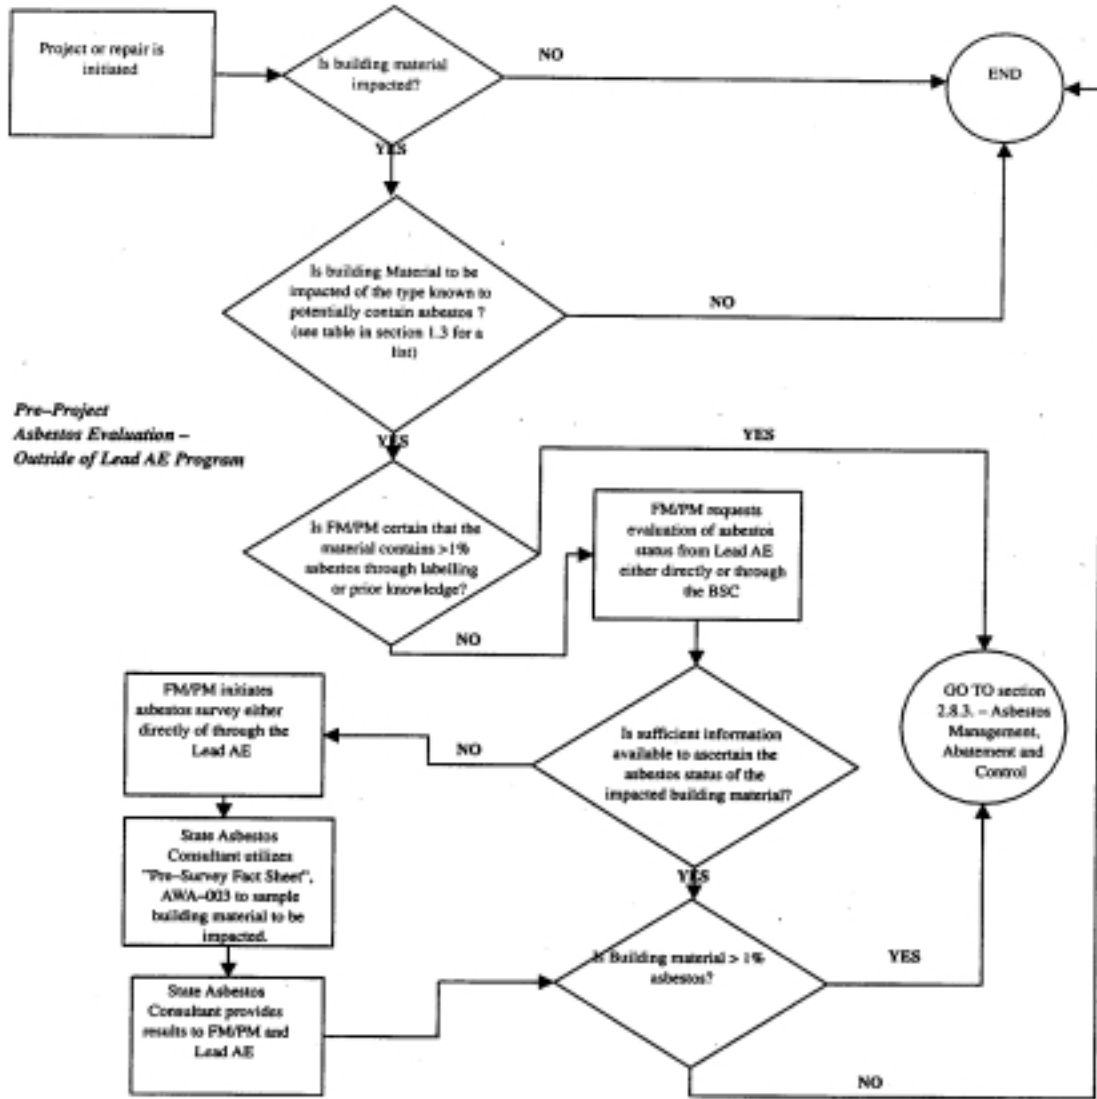 Project or repair is
initiated
Is building material
impacted?
NO
END
YES
Is building Material to be
impacted of the type known to
potentially contain asbestos ?
(see table in section 1.3 for a
list)
NO
Pre-Project
Asbestos Evaluation –
Outside of Lead AE Program
YES
YES
Is FM/PM certain that the
material contains >1%
asbestos through labelling
or prior knowledge?
NO
FM/PM requests
evaluation of asbestos
status from Lead AE
either directly or through
the BSC
GO TO section
2.8.3. – Asbestos
Management,
Abatement and
Control
FM/PM initiates
asbestos survey either
directly of through the
Lead AE
NO
Is sufficient information
available to ascertain the
asbestos status of the
impacted building material?
State Asbestos
Consultant utilizes
"Pre-Survey Fact Sheet",
AWA-003 to sample
building material to be
impacted.
YES
Is Building material > 1%
asbestos?
YES
State Asbestos
Consultant provides
results to FM/PM and
Lead AE
NO